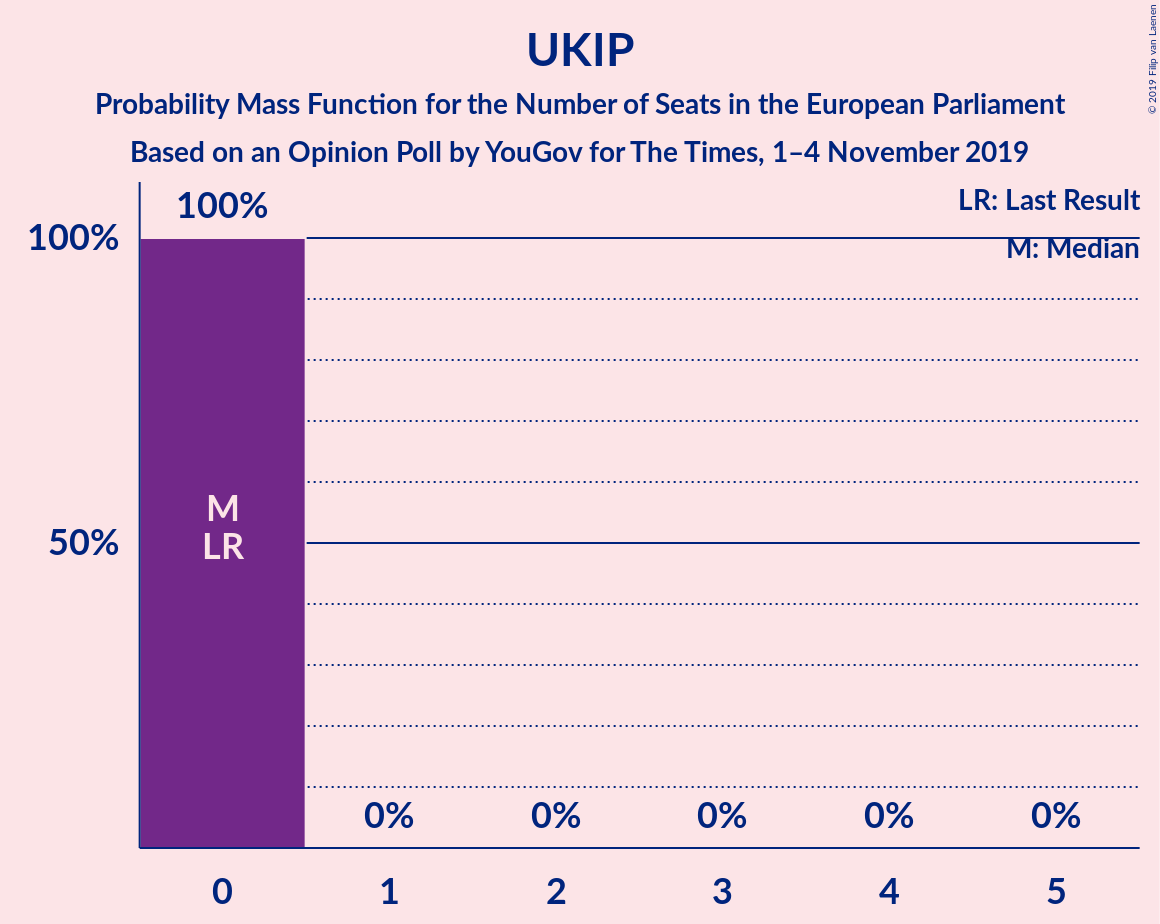 UKIP
Probability Mass Function for the Number of Seats in the European Parliament
Based on an Opinion Poll by YouGov for The Times, 1–4 November 2019
© 2019 Filip van Laenen
LR: Last Result
M: Median
100%
100%
50%
M
LR
0%
0%
0%
0%
0%
0
1
2
3
4
5